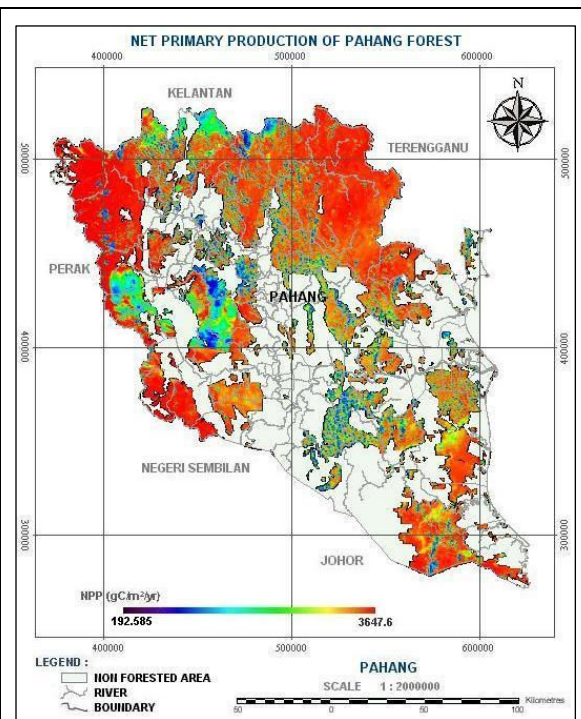 NET PRIMARY PRODUCTION OF PAHANG FOREST
400000 500000 600000
KELANTAN
N
TERENGGANU
500000 500000
PERAK
PAHANG
400000 400000
NEGERI SEMBILAN
300000 300000
JOHOR
NPP (gC/m²/yr)
192.585 3647.6
400000 500000 600000
LEGEND :
NON FORESTED AREA
RIVER
BOUNDARY
PAHANG
SCALE 1 : 2000000
50 0 50 100 Kilometres